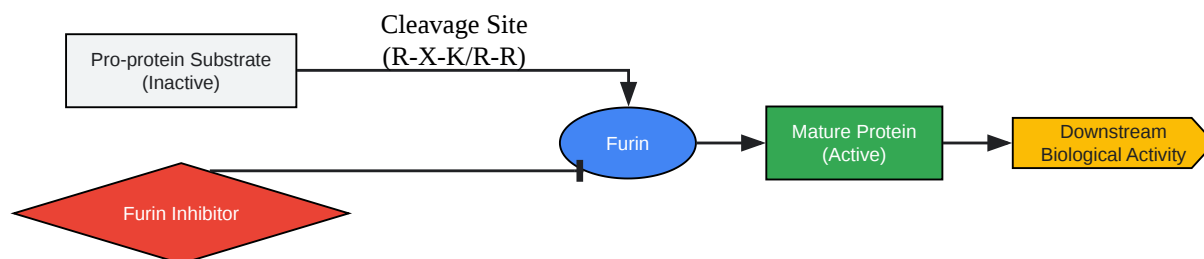 Cleavage Site
(R-X-K/R-R)
Pro-protein Substrate
(Inactive)
Furin
Mature Protein
(Active)
Downstream
Biological Activity
Furin Inhibitor